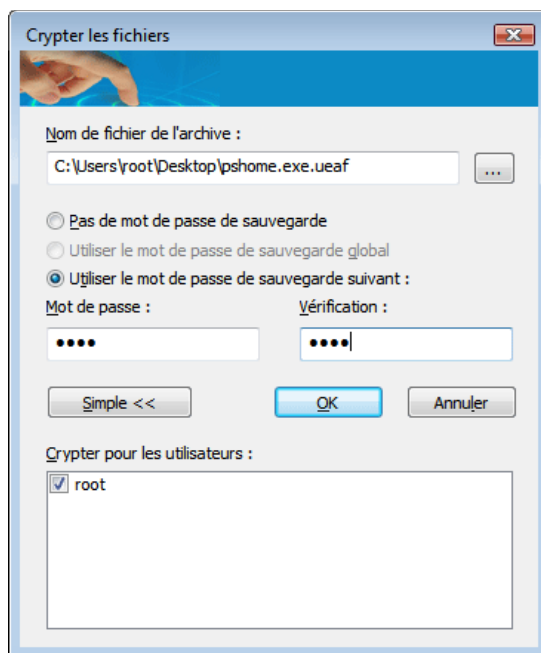 Crypter les fichiers
Nom de fichier de l'archive :
C:\Users\root\Desktop\pshome.exe.ueaf
...
Pas de mot de passe de sauvegarde
Utiliser le mot de passe de sauvegarde global
Utiliser le mot de passe de sauvegarde suivant :
Mot de passe : Vérification :
•••• ••••
Simple << OK Annuler
Crypter pour les utilisateurs :
root